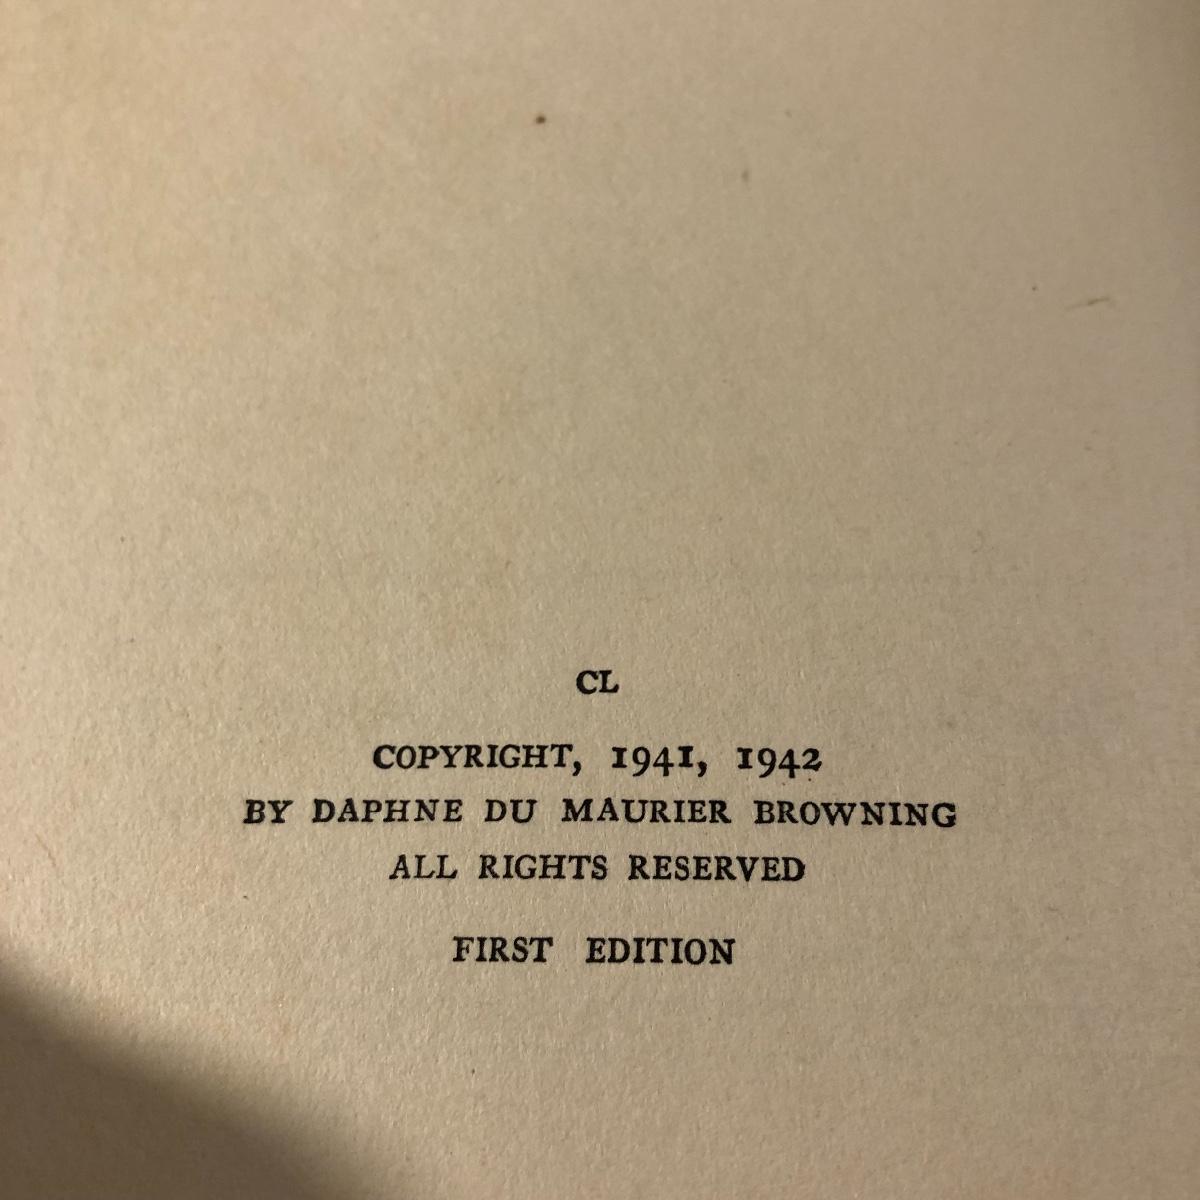 CL
COPYRIGHT, 1941, 1942
BY DAPHNE DU MAURIER BROWNING
ALL RIGHTS RESERVED
FIRST EDITION